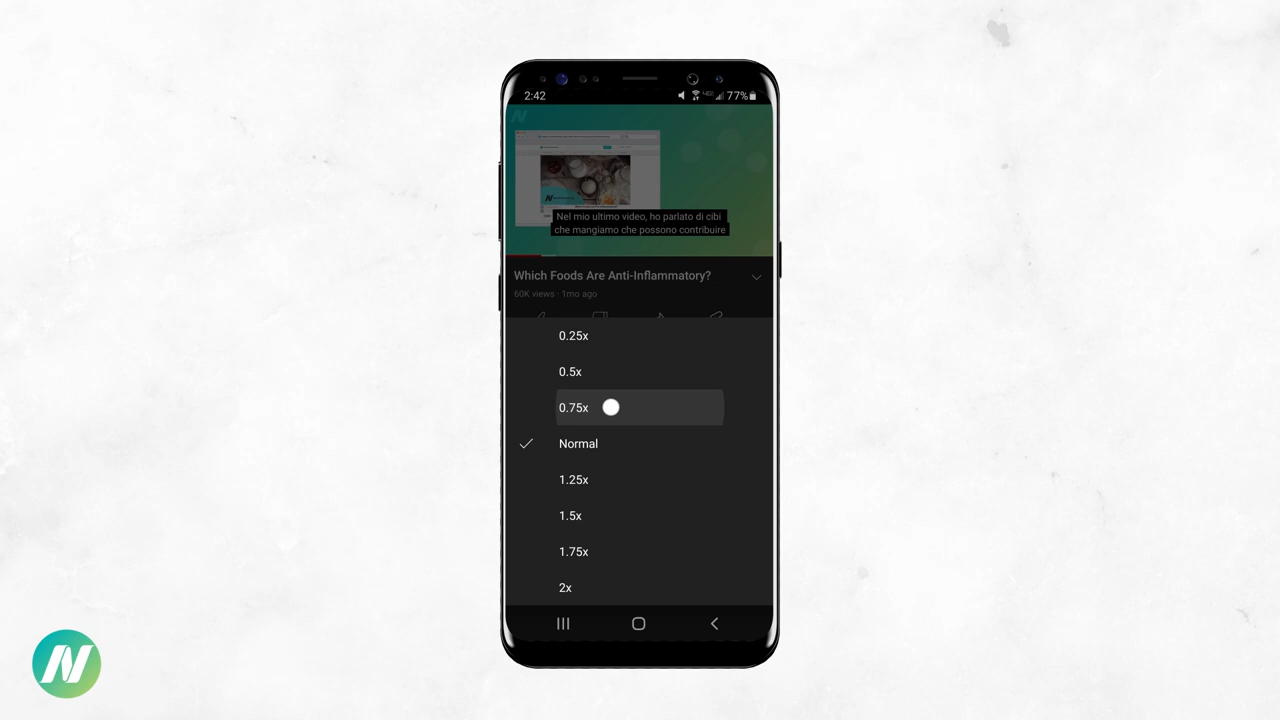 2:42
77%
Nel mio ultimo video, ho parlato di cibi
che mangiamo che possono contribuire
Which Foods Are Anti-Inflammatory?
60K views · 1mo ago
0.25x
0.5x
0.75x
Normal
1.25x
1.5x
1.75x
2x